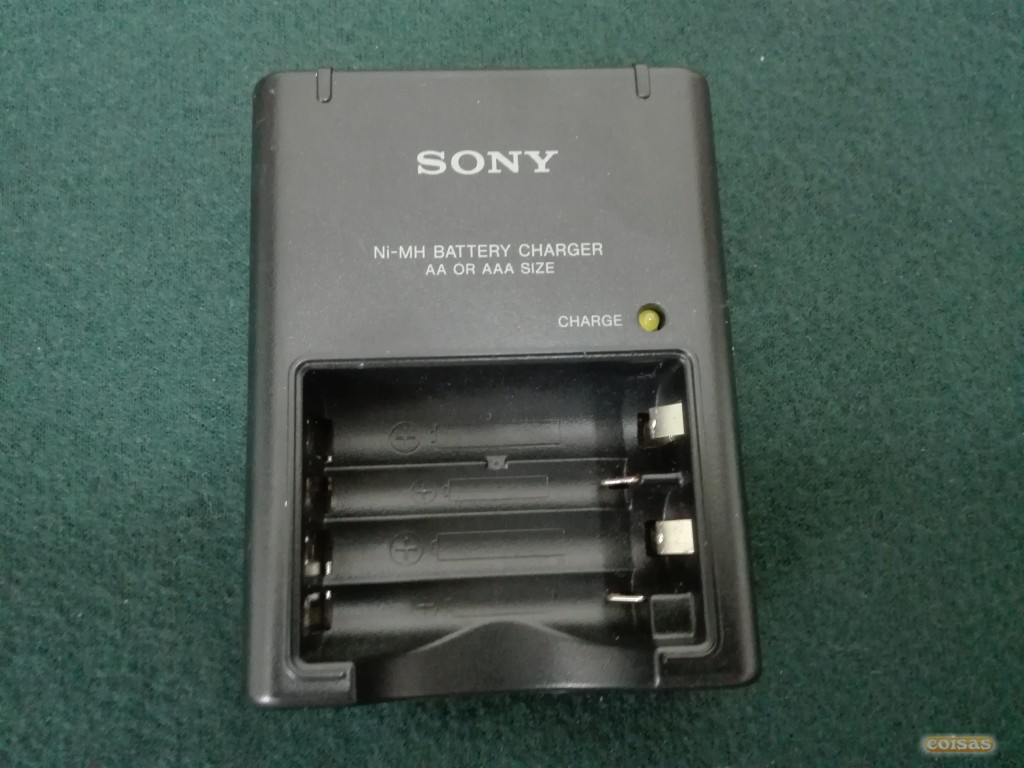 SONY
Ni-MH BATTERY CHARGER
AA OR AAA SIZE
CHARGE
coisas